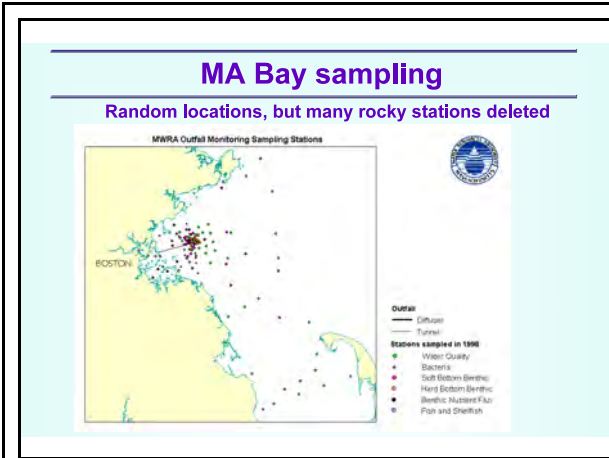 MA Bay sampling
Random locations, but many rocky stations deleted
MWRA Outfall Monitoring Sampling Stations
BOSTON
Outfall
Diffuser
Tunnel
Stations sampled in 1998
Water Quality
Bacteria
Soft Bottom Benthic
Hard Bottom Benthic
Benthic Nutrient Flux
Fish and Shellfish